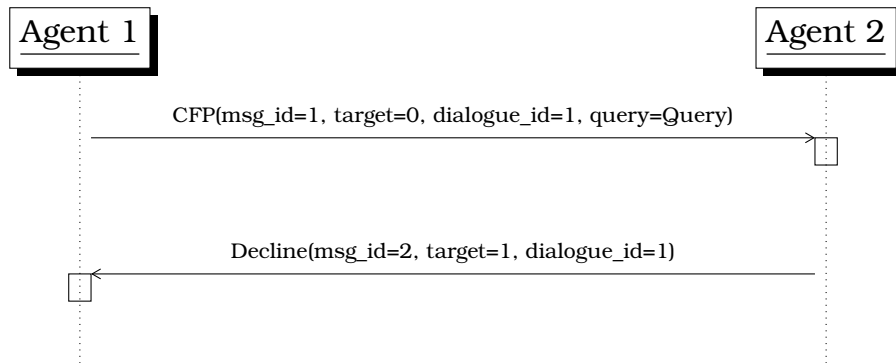 Agent 1
Agent 2
CFP(msg_id=1, target=0, dialogue_id=1, query=Query)
Decline(msg_id=2, target=1, dialogue_id=1)